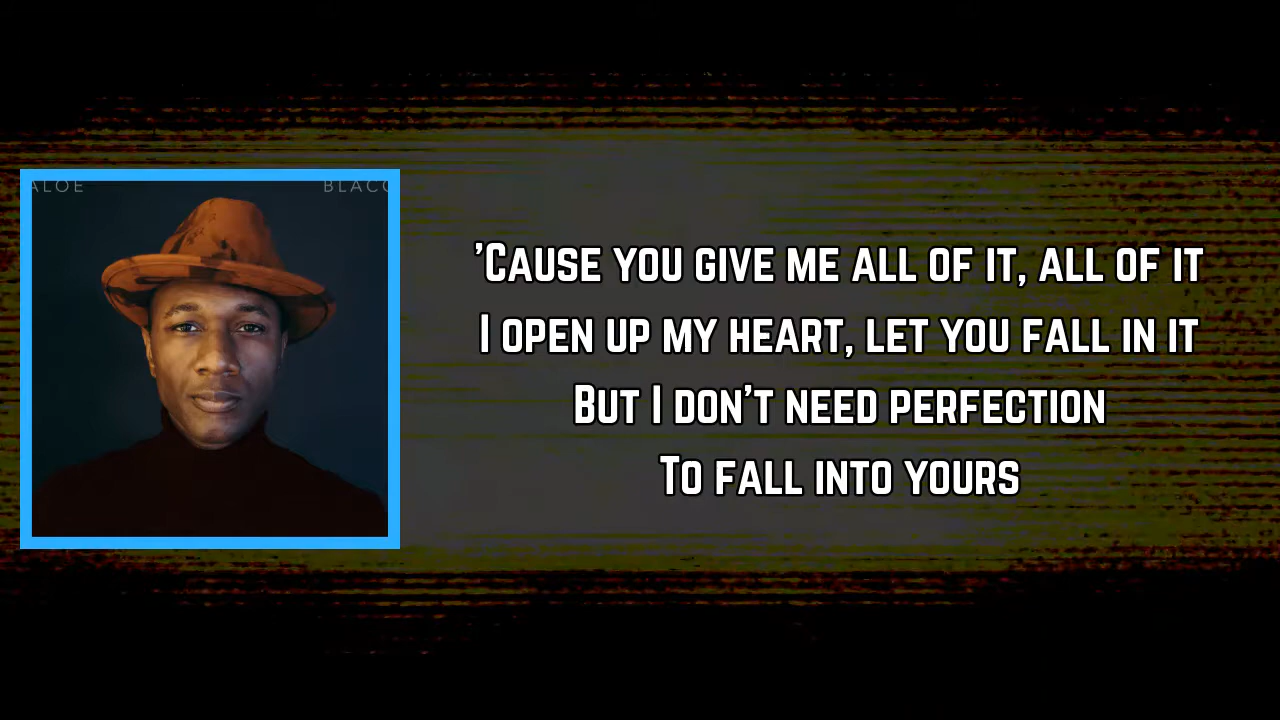 ALOE BLACC
'Cause you give me all of it, all of it
I open up my heart, let you fall in it
But I don't need perfection
To fall into yours